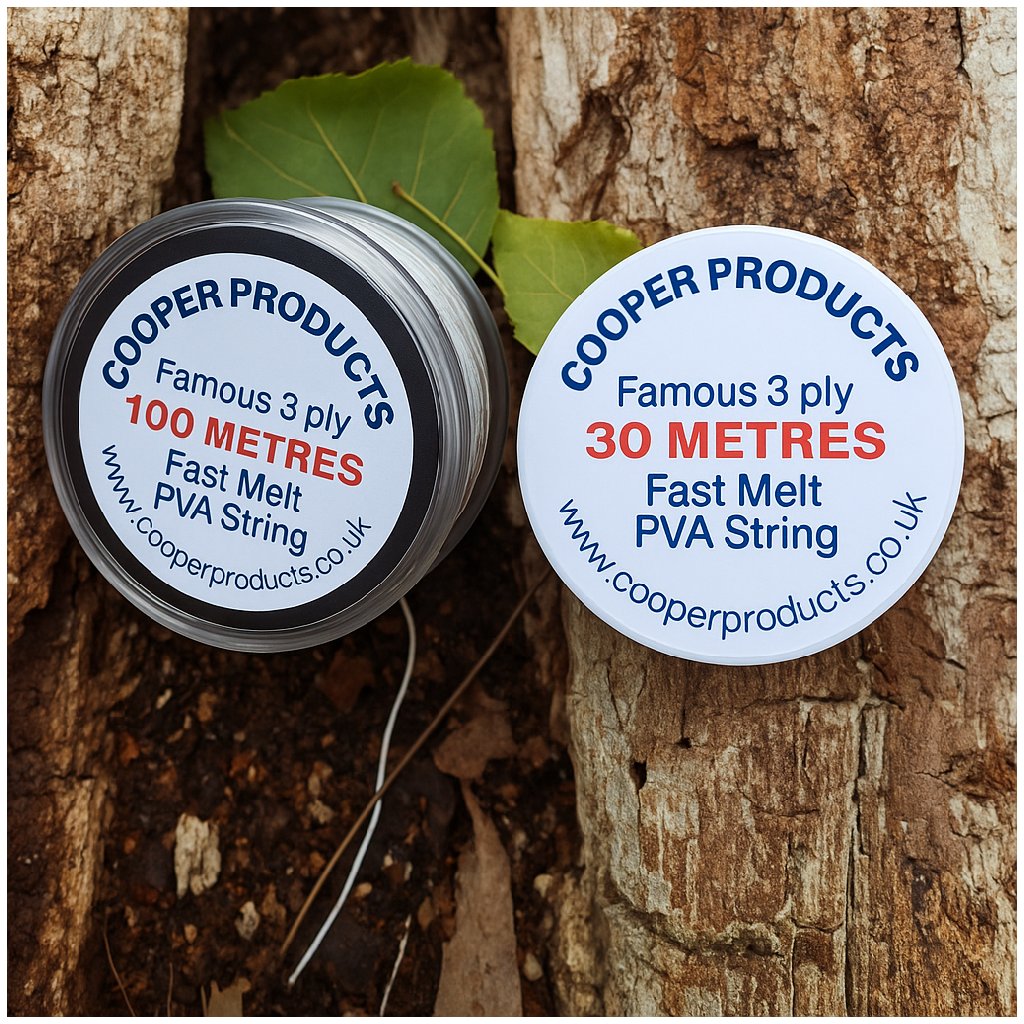 COOPER PRODUCTS
Famous 3 ply
100 METRES
Fast Melt
PVA String
www.cooperproducts.co.uk
COOPER PRODUCTS
Famous 3 ply
30 METRES
Fast Melt
PVA String
www.cooperproducts.co.uk